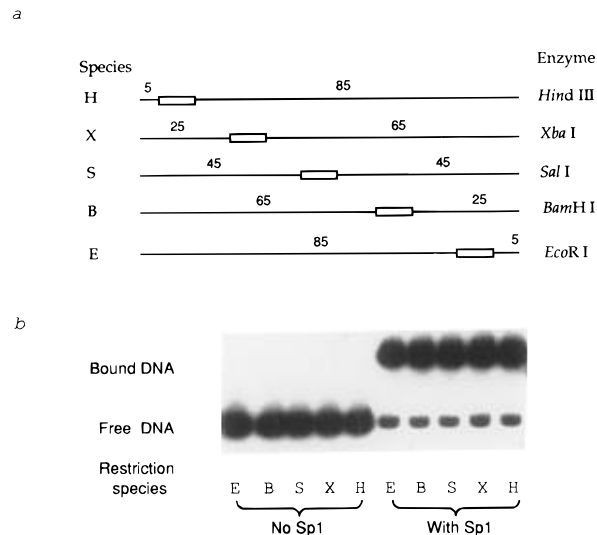 a
Species Enzyme
5 85
H Hind III
25 65
X Xba I
45 45
S Sal I
65 25
B BamH I
85 5
E EcoR I
b
Bound DNA
Free DNA
Restriction
species
E B S X H E B S X H
No Sp1 With Sp1